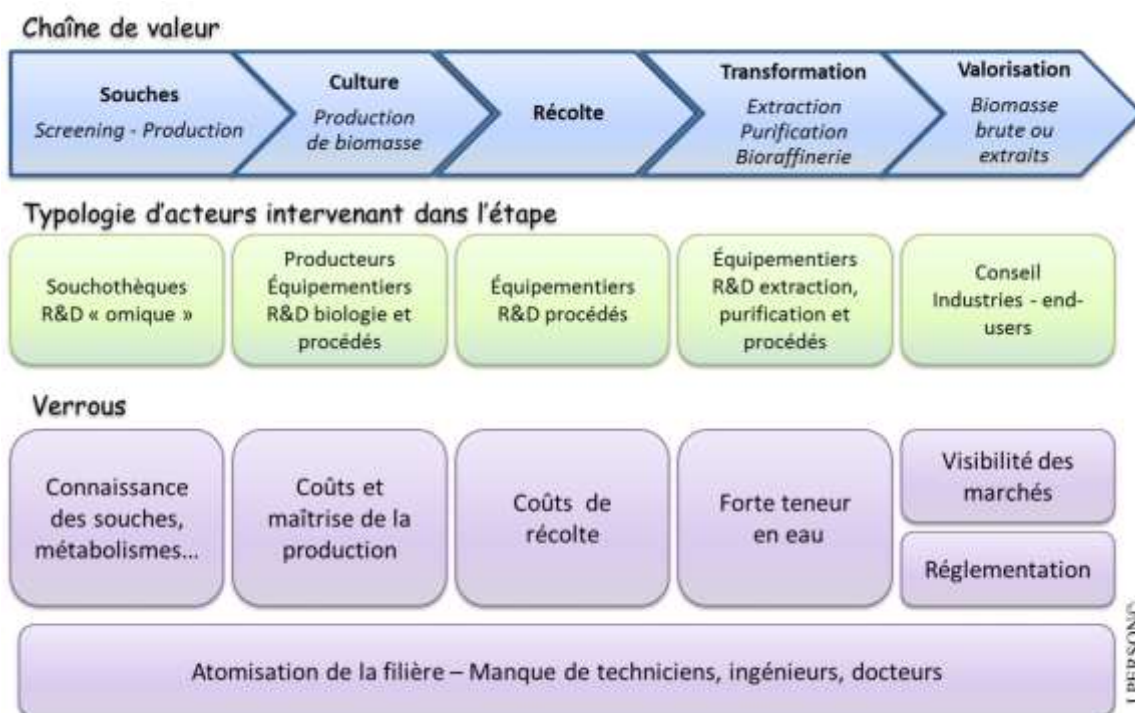 Chaîne de valeur
Souches
Screening - Production
Culture
Production
de biomasse
Récolte
Transformation
Extraction
Purification
Bioraffinerie
Valorisation
Biomasse
brute ou
extraits
Typologie d'acteurs intervenant dans l'étape
Souchothèques
R&D « omique »
Producteurs
Équipementiers
R&D biologie et
procédés
Équipementiers
R&D procédés
Équipementiers
R&D extraction,
purification et
procédés
Conseil
Industries - end-
users
Verrous
Connaissance
des souches,
métabolismes...
Coûts et
maîtrise de la
production
Coûts de
récolte
Forte teneur
en eau
Visibilité des
marchés
Réglementation
Atomisation de la filière – Manque de techniciens, ingénieurs, docteurs
J PERSON©